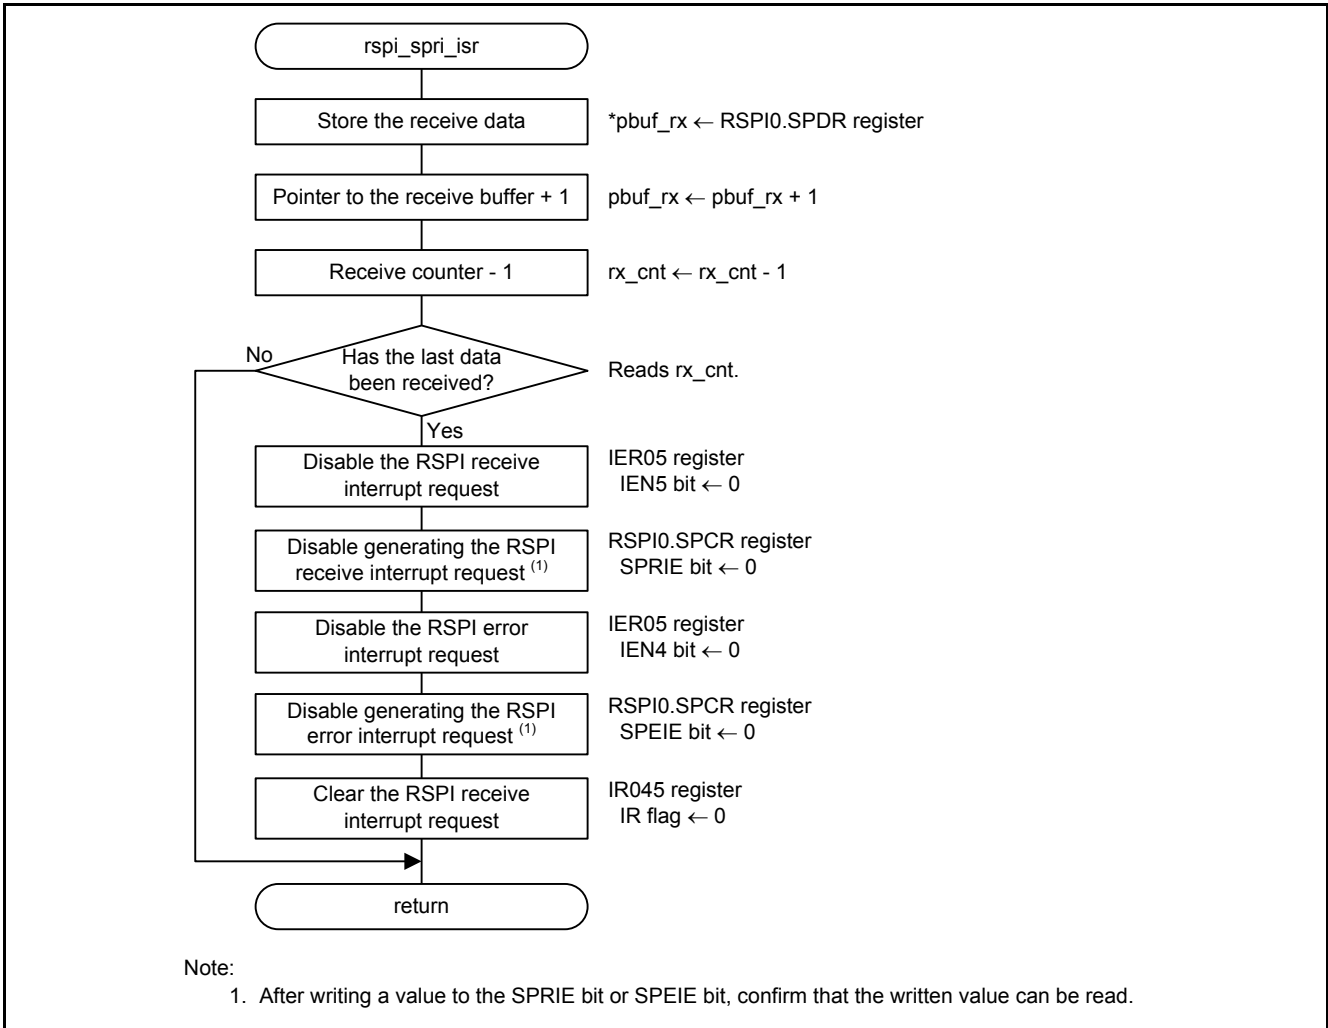 rspi_spri_isr
Store the receive data
*pbuf_rx ← RSPI0.SPDR register
Pointer to the receive buffer + 1
pbuf_rx ← pbuf_rx + 1
Receive counter - 1
rx_cnt ← rx_cnt - 1
No
Has the last data
been received?
Reads rx_cnt.
Yes
Disable the RSPI receive
interrupt request
IER05 register
IEN5 bit ← 0
Disable generating the RSPI
receive interrupt request (1)
RSPI0.SPCR register
SPRIE bit ← 0
Disable the RSPI error
interrupt request
IER05 register
IEN4 bit ← 0
Disable generating the RSPI
error interrupt request (1)
RSPI0.SPCR register
SPEIE bit ← 0
Clear the RSPI receive
interrupt request
IR045 register
IR flag ← 0
return
Note:
1. After writing a value to the SPRIE bit or SPEIE bit, confirm that the written value can be read.